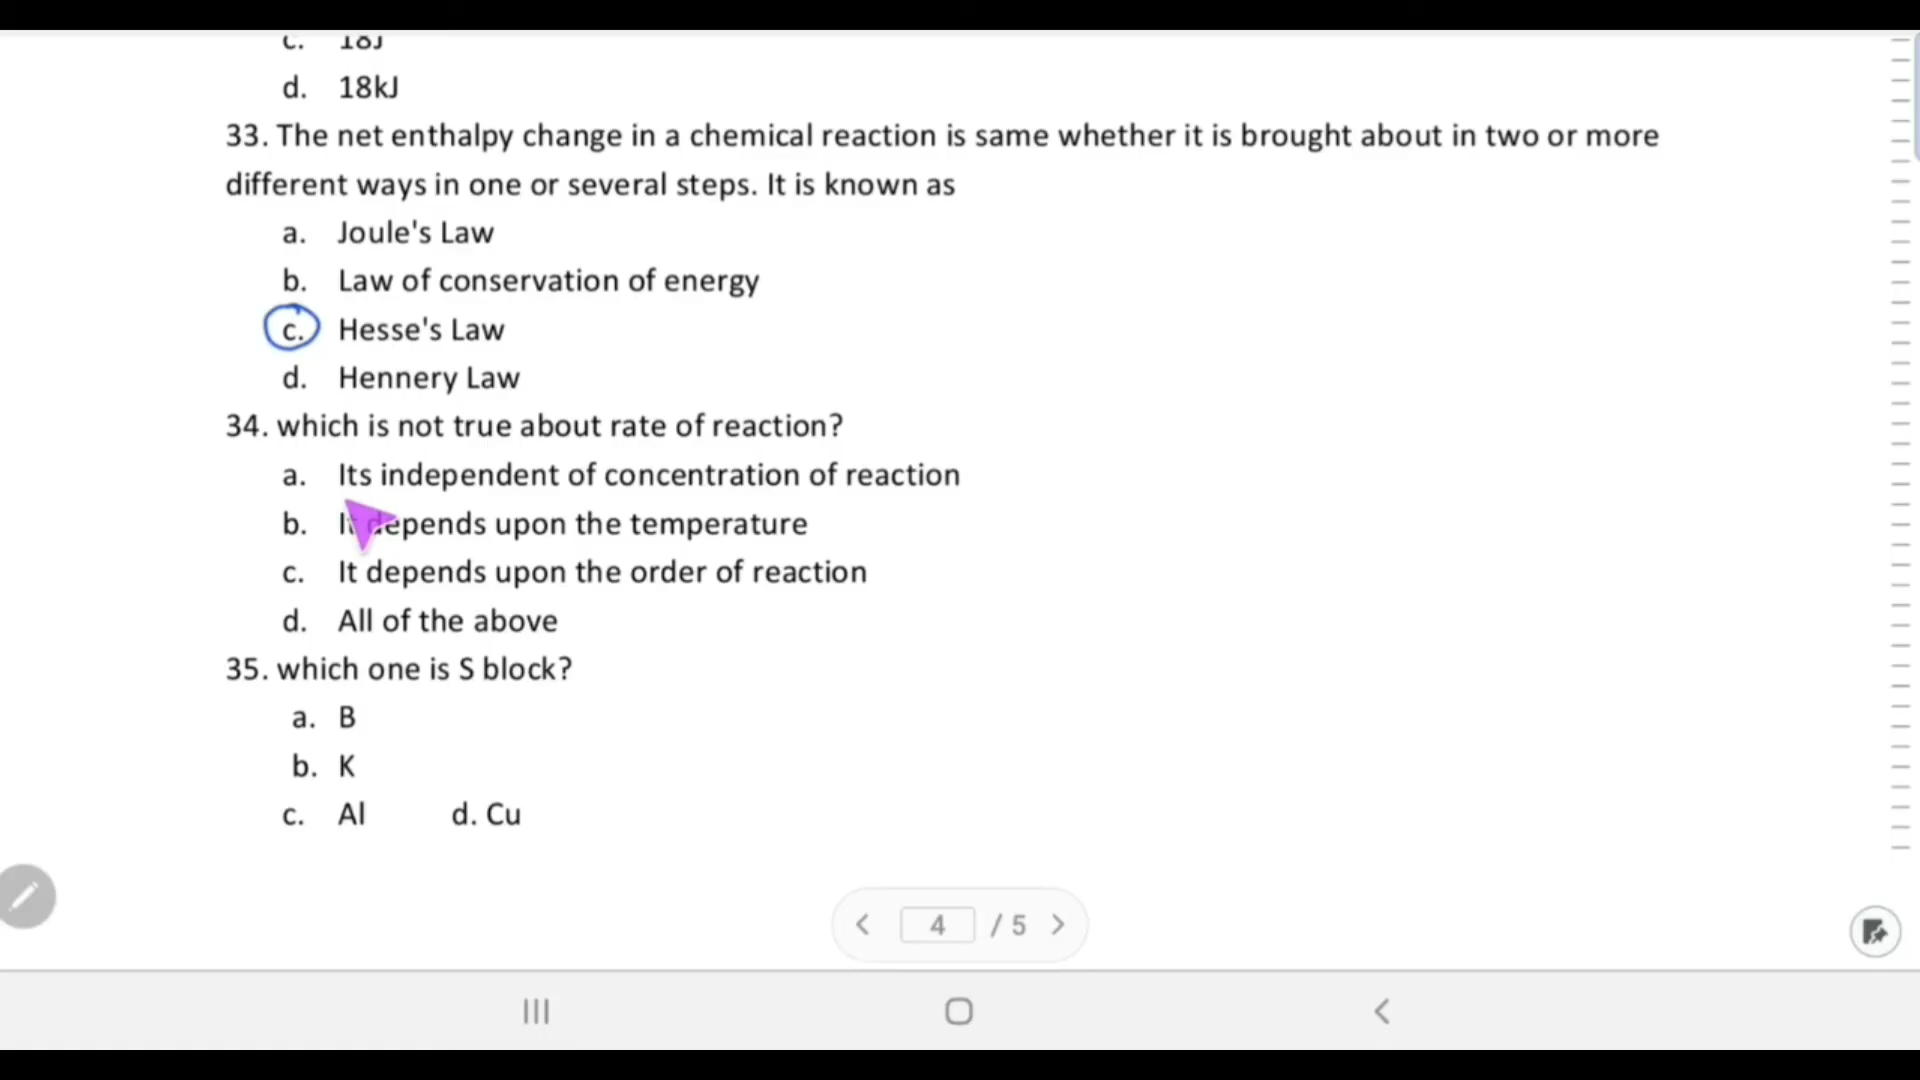 c. 18J
d. 18kJ
33. The net enthalpy change in a chemical reaction is same whether it is brought about in two or more
different ways in one or several steps. It is known as
a. Joule's Law
b. Law of conservation of energy
c. Hesse's Law
d. Hennery Law
34. which is not true about rate of reaction?
a. Its independent of concentration of reaction
b. It depends upon the temperature
c. It depends upon the order of reaction
d. All of the above
35. which one is S block?
a. B
b. K
c. Al d. Cu
4 / 5